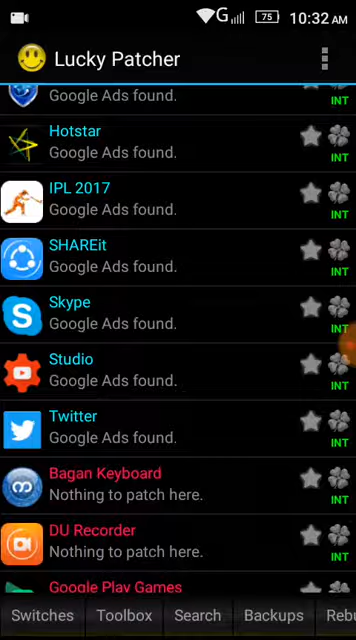 G 75 10:32 AM
Lucky Patcher
Google Ads found.
INT
Hotstar
Google Ads found.
INT
IPL 2017
Google Ads found.
INT
SHAREit
Google Ads found.
INT
Skype
Google Ads found.
INT
Studio
Google Ads found.
INT
Twitter
Google Ads found.
INT
Bagan Keyboard
Nothing to patch here.
INT
DU Recorder
Nothing to patch here.
INT
Google Play Games
Switches Toolbox Search Backups Rebu